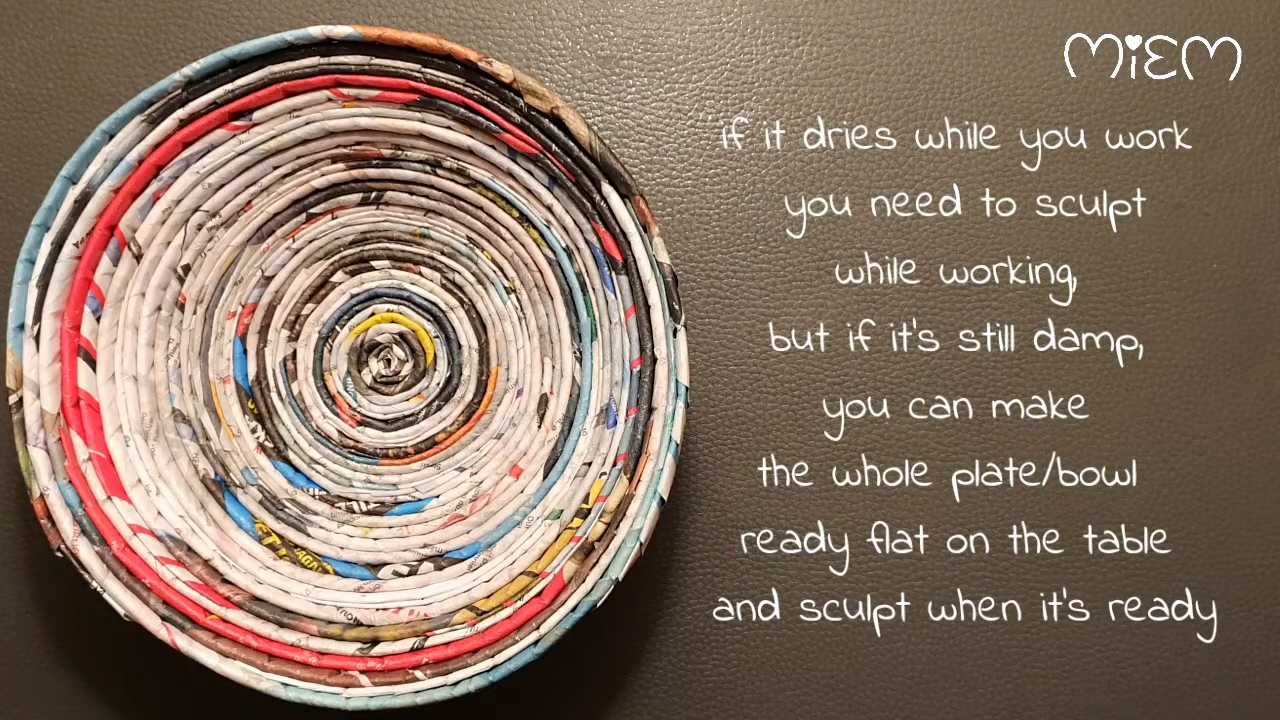 MiEM
if it dries while you work
you need to sculpt
while working,
but if it's still damp,
you can make
the whole plate/bowl
ready flat on the table
and sculpt when it's ready